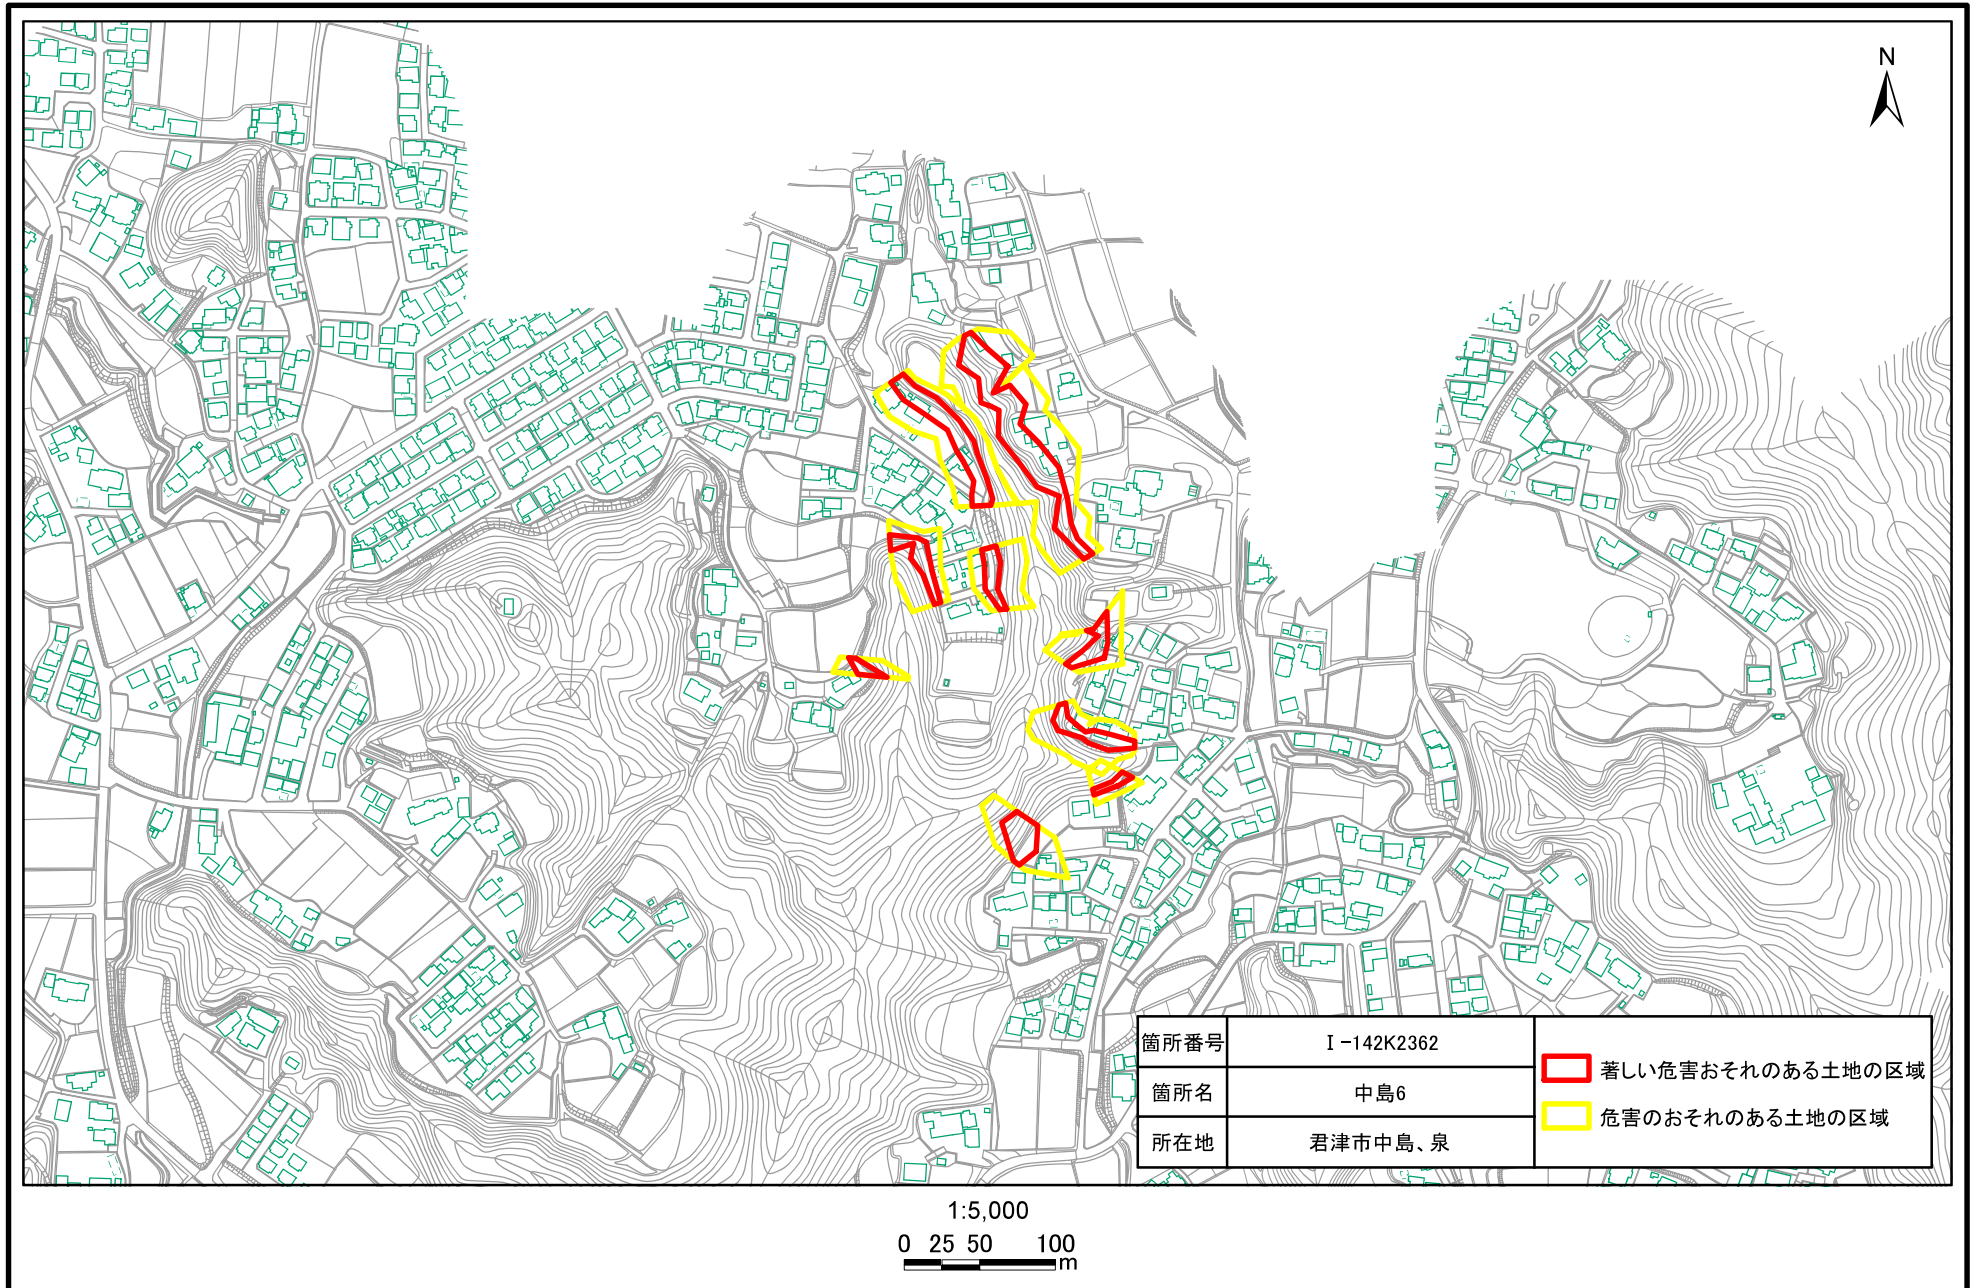 N
箇所番号 Ⅰ-142K2362
箇所名 中島6
所在地 君津市中島、泉
著しい危害おそれのある土地の区域
危害のおそれのある土地の区域
1:5,000
0 25 50 100
m